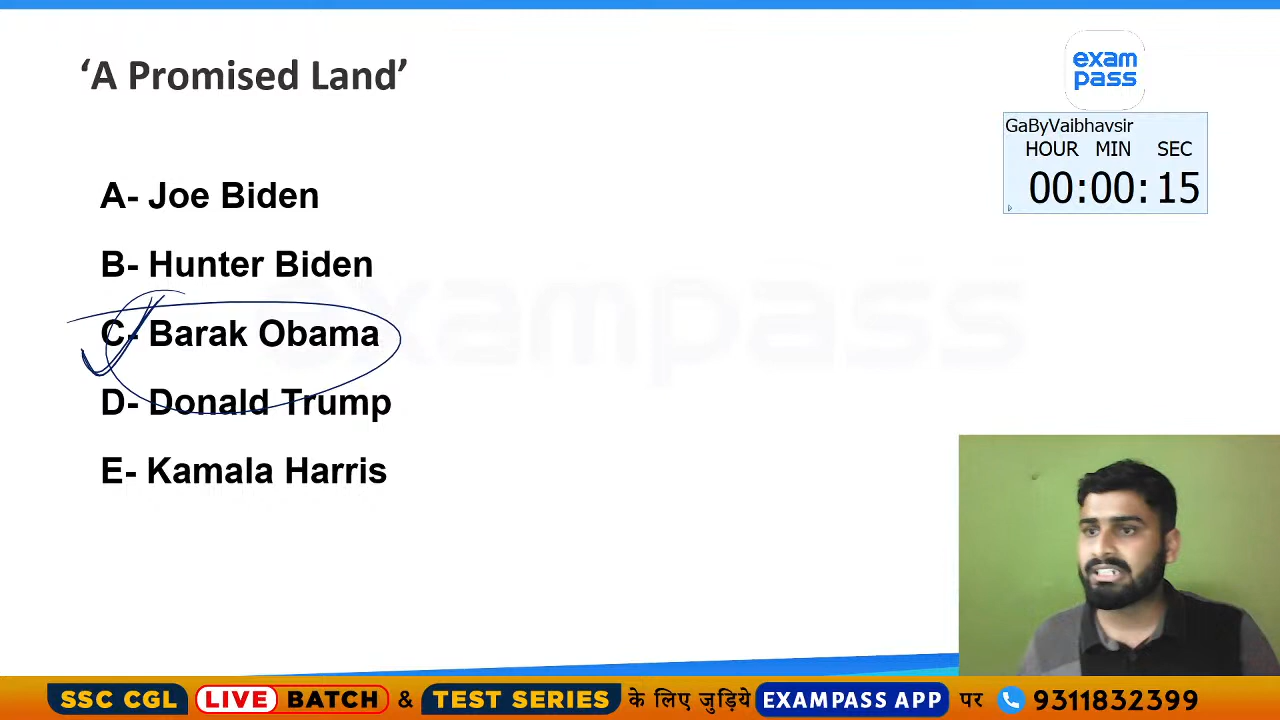 ‘A Promised Land’
exam
pass
GaByVaibhavsir
HOUR MIN SEC
00:00:15
A- Joe Biden
B- Hunter Biden
C- Barak Obama
D- Donald Trump
E- Kamala Harris
exampass
SSC CGL LIVE BATCH & TEST SERIES के लिए जुड़िये EXAMPASS APP पर 9311832399